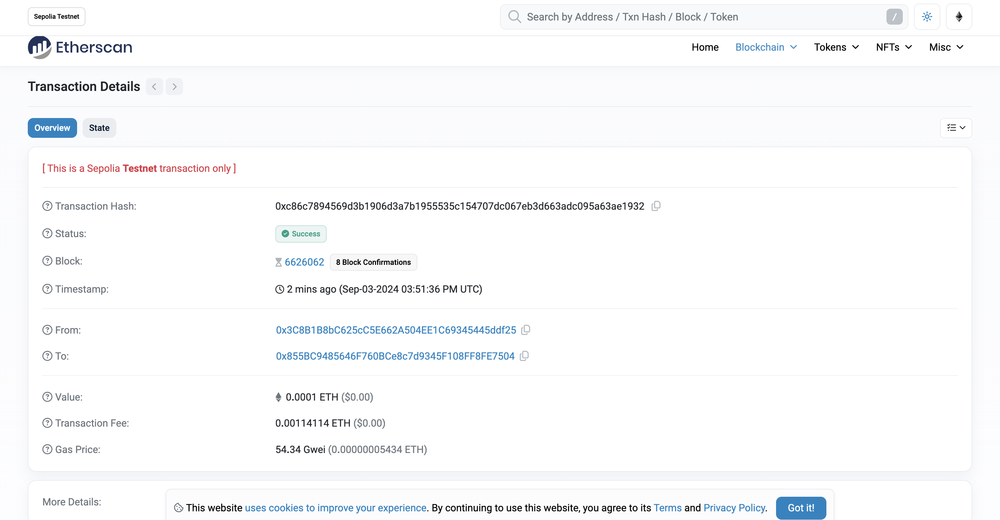 Sepolia Testnet
Search by Address / Txn Hash / Block / Token
/
Etherscan
Home
Blockchain
Tokens
NFTs
Misc
Transaction Details
Overview
State
[ This is a Sepolia Testnet transaction only ]
Transaction Hash:
0xc86c7894569d3b1906d3a7b1955535c154707dc067eb3d663adc095a63ae1932
Status:
Success
Block:
6626062
8 Block Confirmations
Timestamp:
2 mins ago (Sep-03-2024 03:51:36 PM UTC)
From:
0x3C8B1B8bC625cC5E662A504EE1C69345445ddf25
To:
0x855BC9485646F760BCe8c7d9345F108FF8FE7504
Value:
0.0001 ETH ($0.00)
Transaction Fee:
0.00114114 ETH ($0.00)
Gas Price:
54.34 Gwei (0.00000005434 ETH)
More Details:
This website uses cookies to improve your experience. By continuing to use this website, you agree to its Terms and Privacy Policy.
Got it!